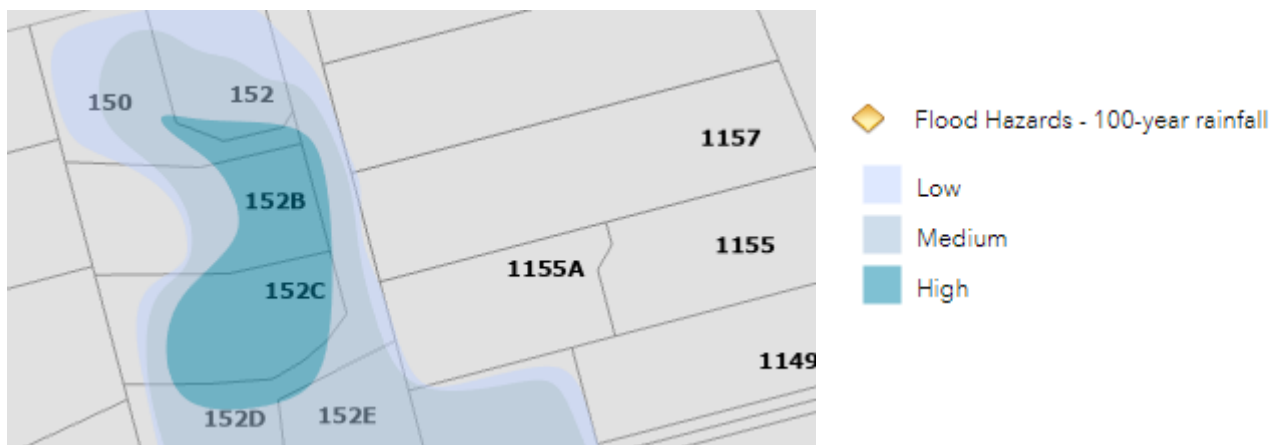 150
152
1157
152B
1155
1155A
152C
1149
152D
152E
Flood Hazards - 100-year rainfall
Low
Medium
High